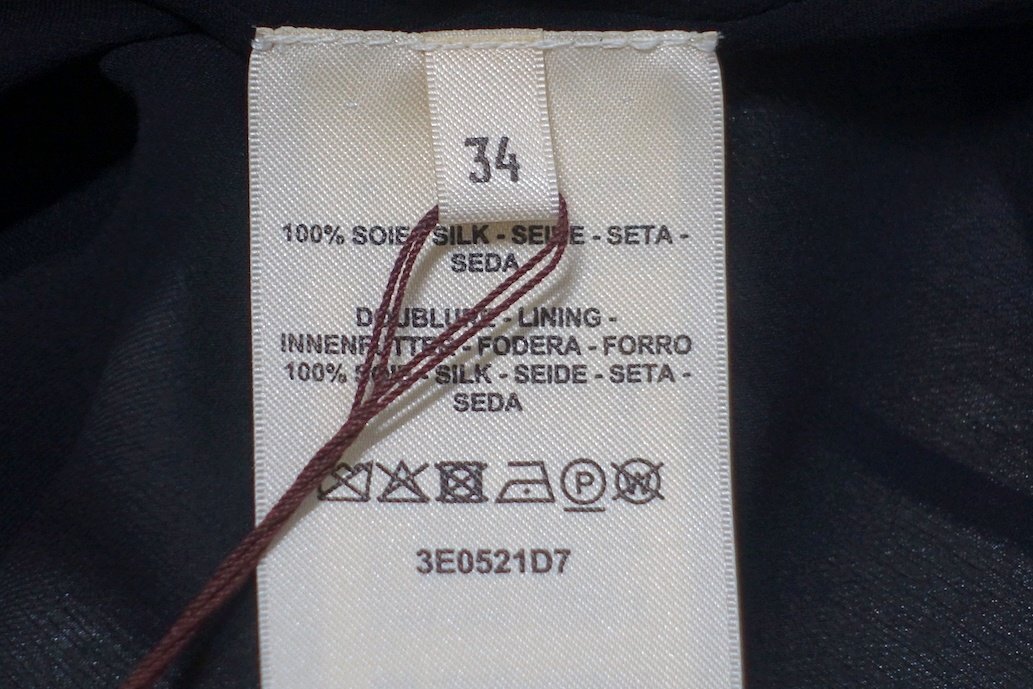 34
100% SOIE - SILK - SEIDE - SETA -
SEDA
DOUBLURE - LINING -
INNENFUTTER - FODERA - FORRO
100% SOIE - SILK - SEIDE - SETA -
SEDA
P W
3E0521D7